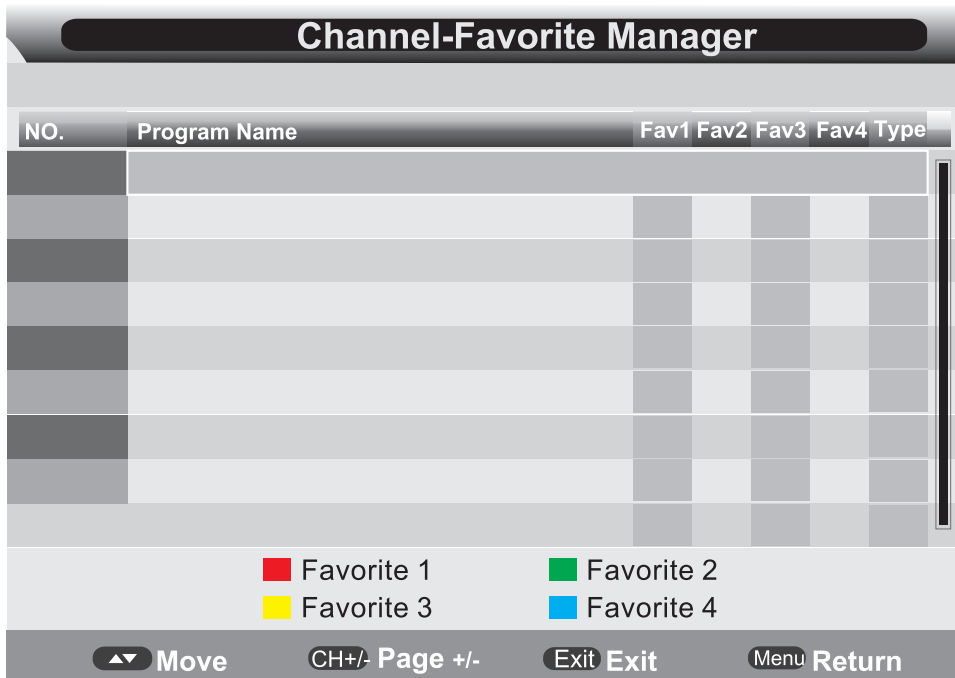 Channel-Favorite Manager
NO. Program Name Fav1 Fav2 Fav3 Fav4 Type
Favorite 1 Favorite 2
Favorite 3 Favorite 4
Move CH+/- Page +/- Exit Exit Menu Return